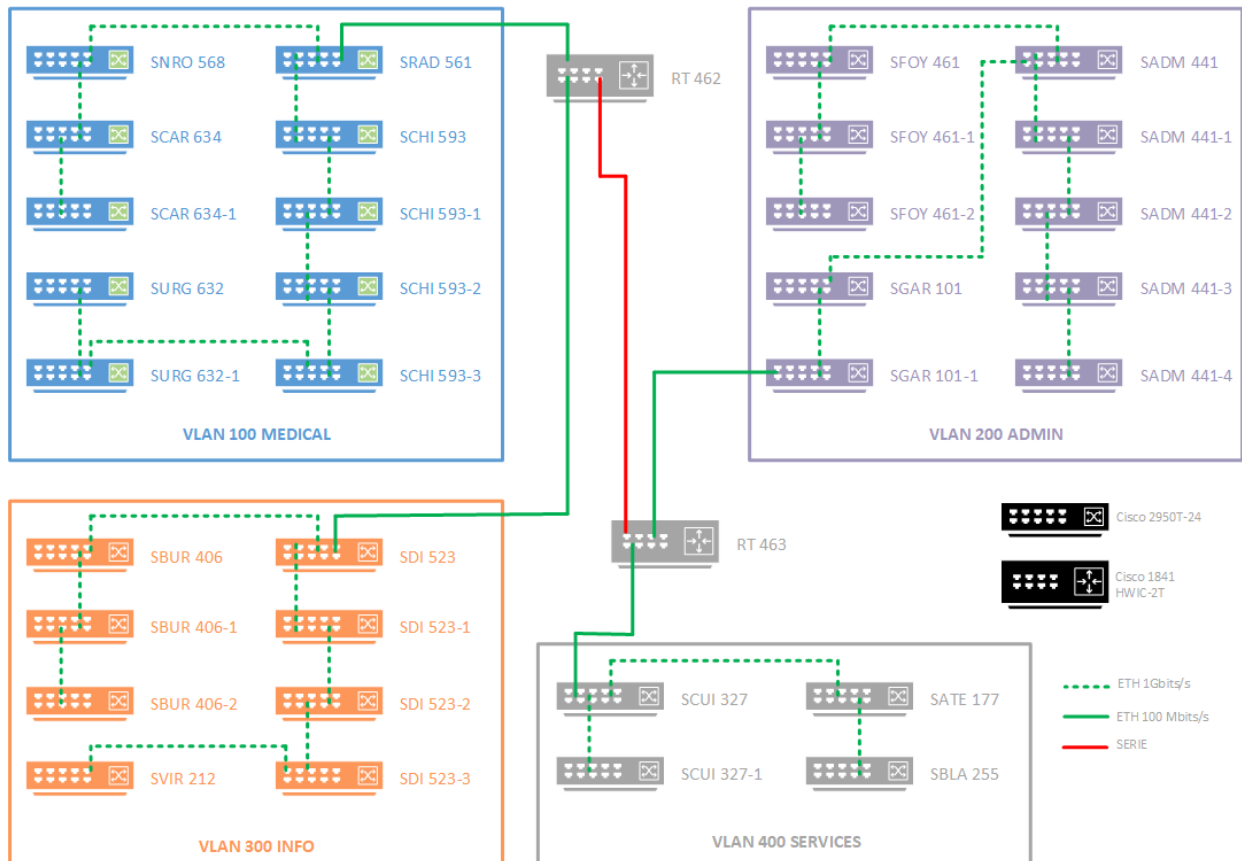 SNRO 568
SRAD 561
SCAR 634
SCHI 593
SCAR 634-1
SCHI 593-1
SURG 632
SCHI 593-2
SURG 632-1
SCHI 593-3
VLAN 100 MEDICAL
RT 462
SFOY 461
SADM 441
SFOY 461-1
SADM 441-1
SFOY 461-2
SADM 441-2
SGAR 101
SADM 441-3
SGAR 101-1
SADM 441-4
VLAN 200 ADMIN
SBUR 406
SDI 523
SBUR 406-1
SDI 523-1
SBUR 406-2
SDI 523-2
SVIR 212
SDI 523-3
VLAN 300 INFO
RT 463
SCUI 327
SATE 177
SCUI 327-1
SBLA 255
VLAN 400 SERVICES
Cisco 2950T-24
Cisco 1841
HWIC-2T
ETH 1Gbits/s
ETH 100 Mbits/s
SERIE